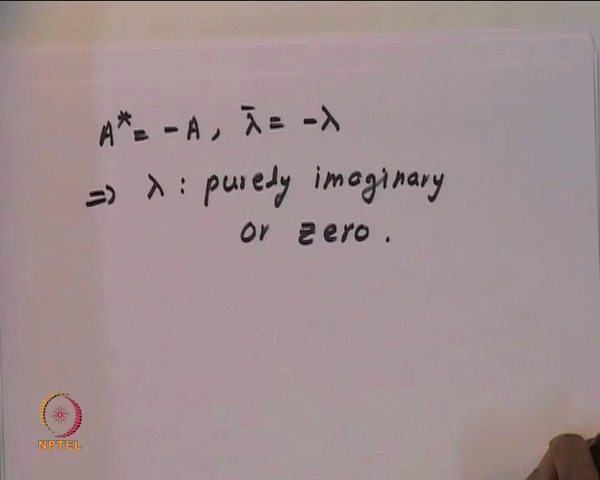 A* = -A, λ̄ = -λ
⇒ λ : purely imaginary
or zero.
NPTEL